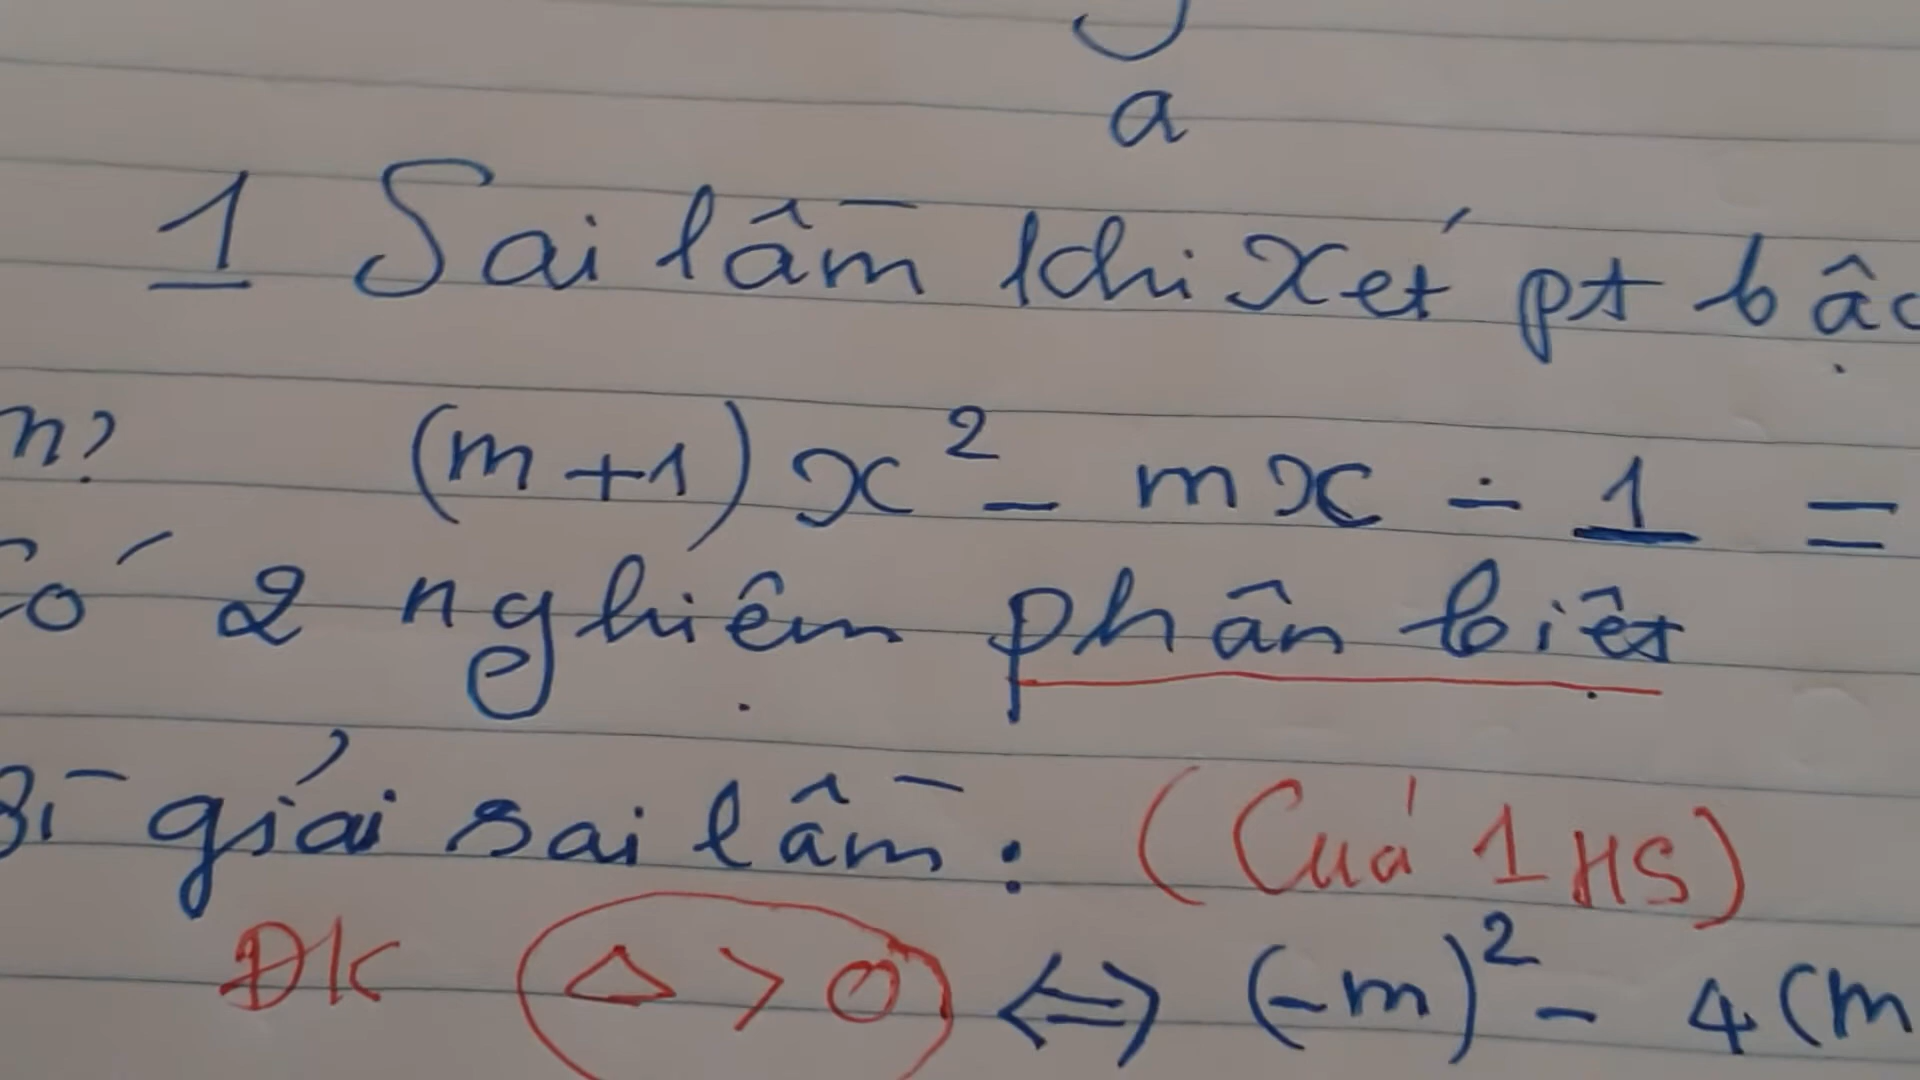 a
1 Sai lầm khi xét pt bậc
m? (m+1)x² - mx - 1 =
có 2 nghiệm phân biệt
giải sai lầm: (Của 1 HS)
ĐK Δ > 0 ⇔ (-m)² - 4(m